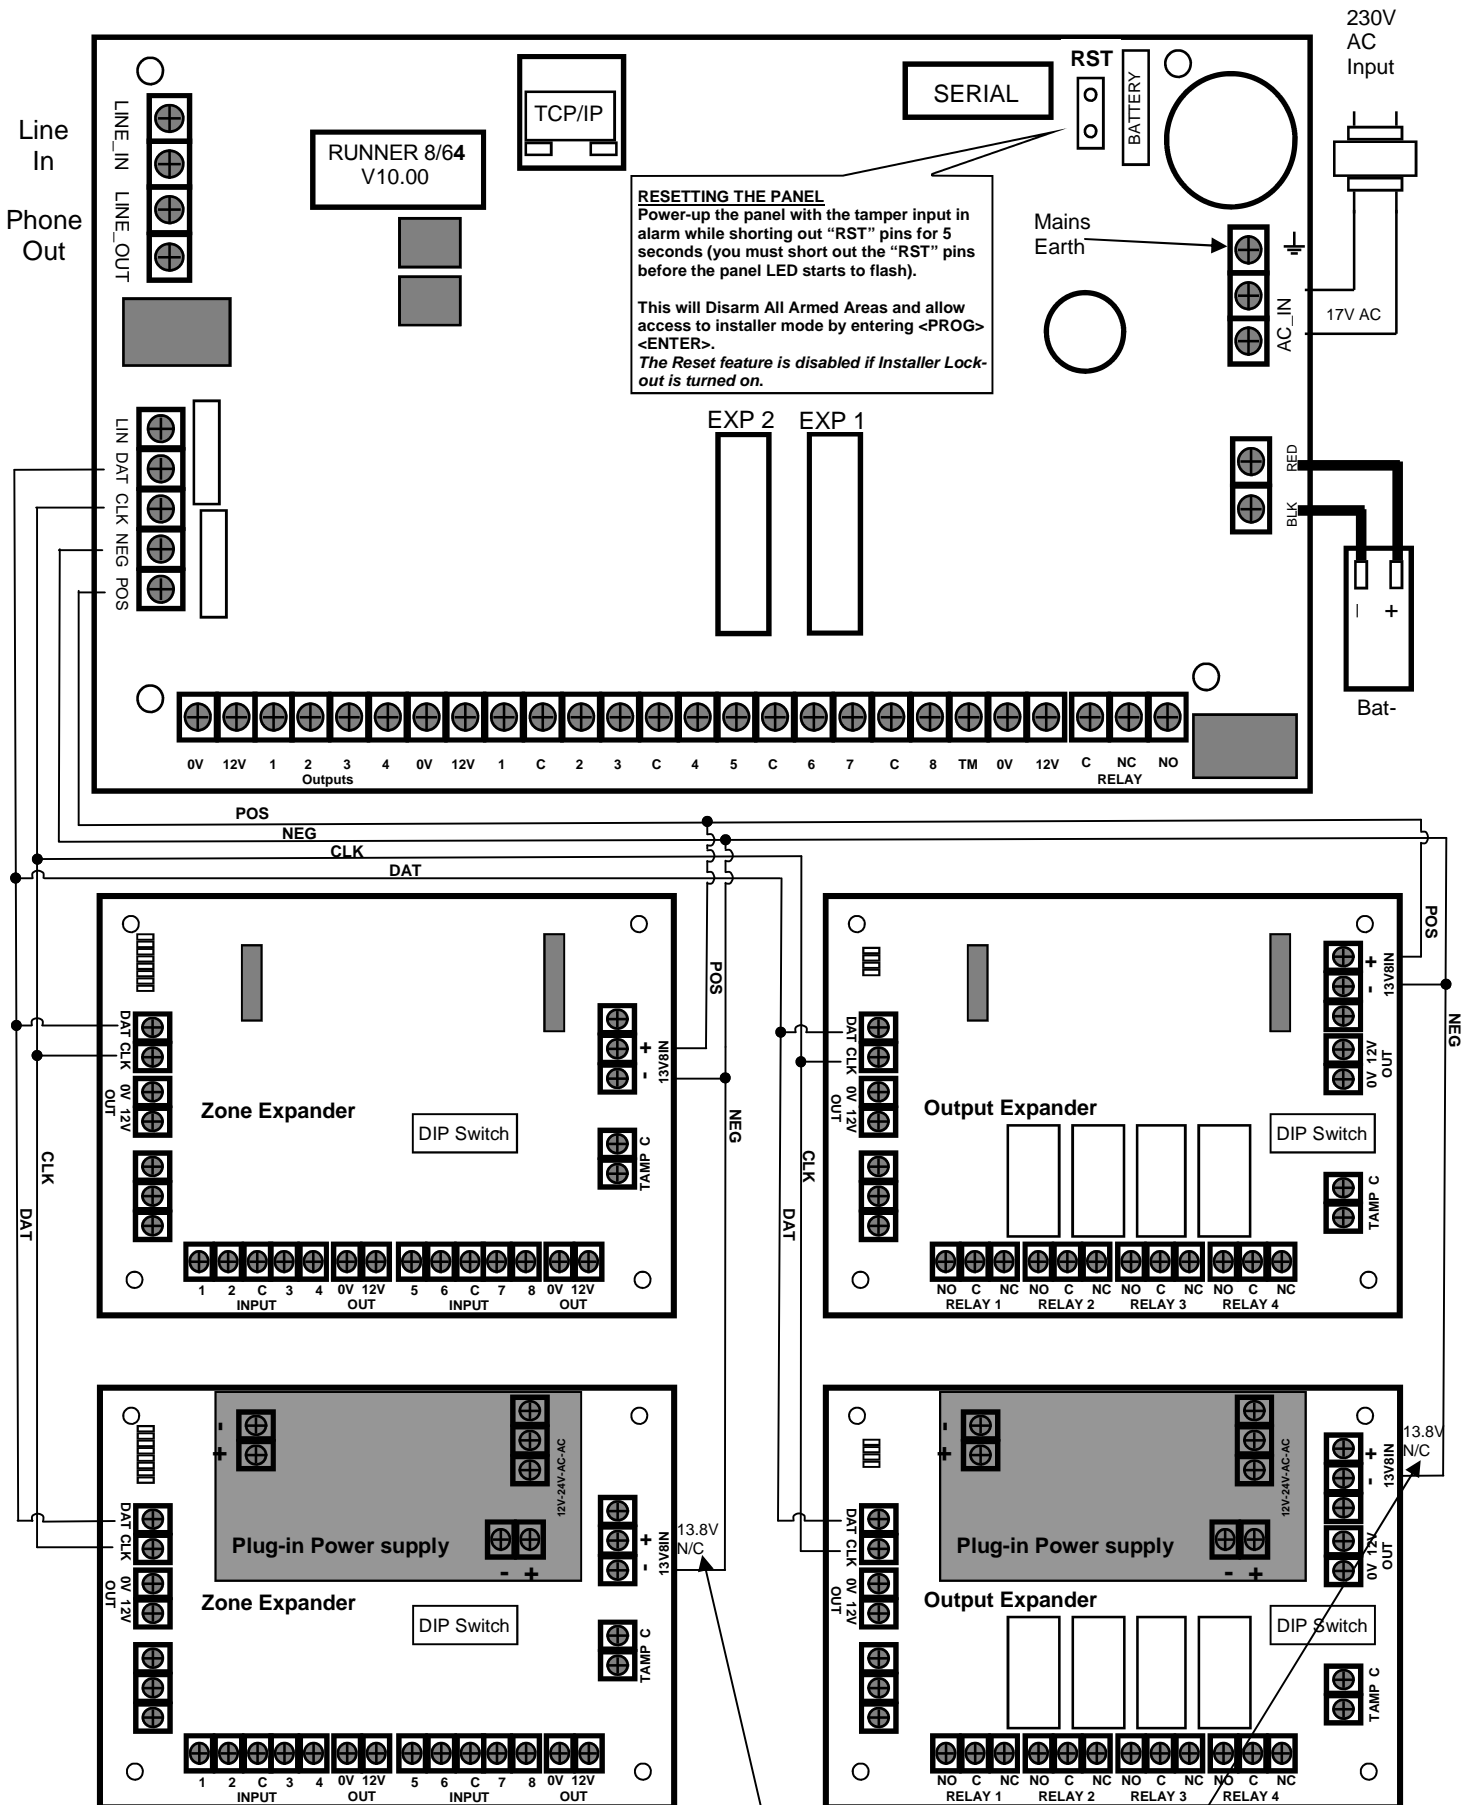 230V
AC
Input
RST
BATTERY
SERIAL
TCP/IP
LINE_IN
LINE_OUT
Line
In
Phone
Out
RUNNER 8/64
V10.00
RESETTING THE PANEL
Power-up the panel with the tamper input in
alarm while shorting out “RST” pins for 5
seconds (you must short out the “RST” pins
before the panel LED starts to flash).
This will Disarm All Armed Areas and allow
access to installer mode by entering <PROG>
<ENTER>.
The Reset feature is disabled if Installer Lock-
out is turned on.
Mains
Earth
AC_IN
17V AC
EXP 2 EXP 1
LIN DAT CLK NEG POS
RED
BLK
- +
Bat-
0V 12V 1 2 3 4 0V 12V 1 C 2 3 C 4 5 C 6 7 C 8 TM 0V 12V C NC NO
Outputs RELAY
POS
NEG
CLK
DAT
POS
NEG
CLK
DAT
DAT CLK 0V 12V
OUT
+ -
13V8IN
Zone Expander
DIP Switch
TAMP C
1 2 C 3 4 0V 12V 5 6 C 7 8 0V 12V
INPUT OUT INPUT OUT
POS
NEG
CLK
DAT
DAT CLK 0V 12V
OUT
+ -
13V8IN
0V 12V
OUT
Output Expander
DIP Switch
TAMP C
NO C NC NO C NC NO C NC NO C NC
RELAY 1 RELAY 2 RELAY 3 RELAY 4
- +
12V-24V-AC-AC
Plug-in Power supply
- +
DAT CLK 0V 12V
OUT
+ -
13V8IN
13.8V
N/C
Zone Expander
DIP Switch
TAMP C
1 2 C 3 4 0V 12V 5 6 C 7 8 0V 12V
INPUT OUT INPUT OUT
- +
12V-24V-AC-AC
Plug-in Power supply
- +
DAT CLK 0V 12V
OUT
+ -
13V8IN
13.8V
N/C
0V 12V
OUT
Output Expander
DIP Switch
TAMP C
NO C NC NO C NC NO C NC NO C NC
RELAY 1 RELAY 2 RELAY 3 RELAY 4